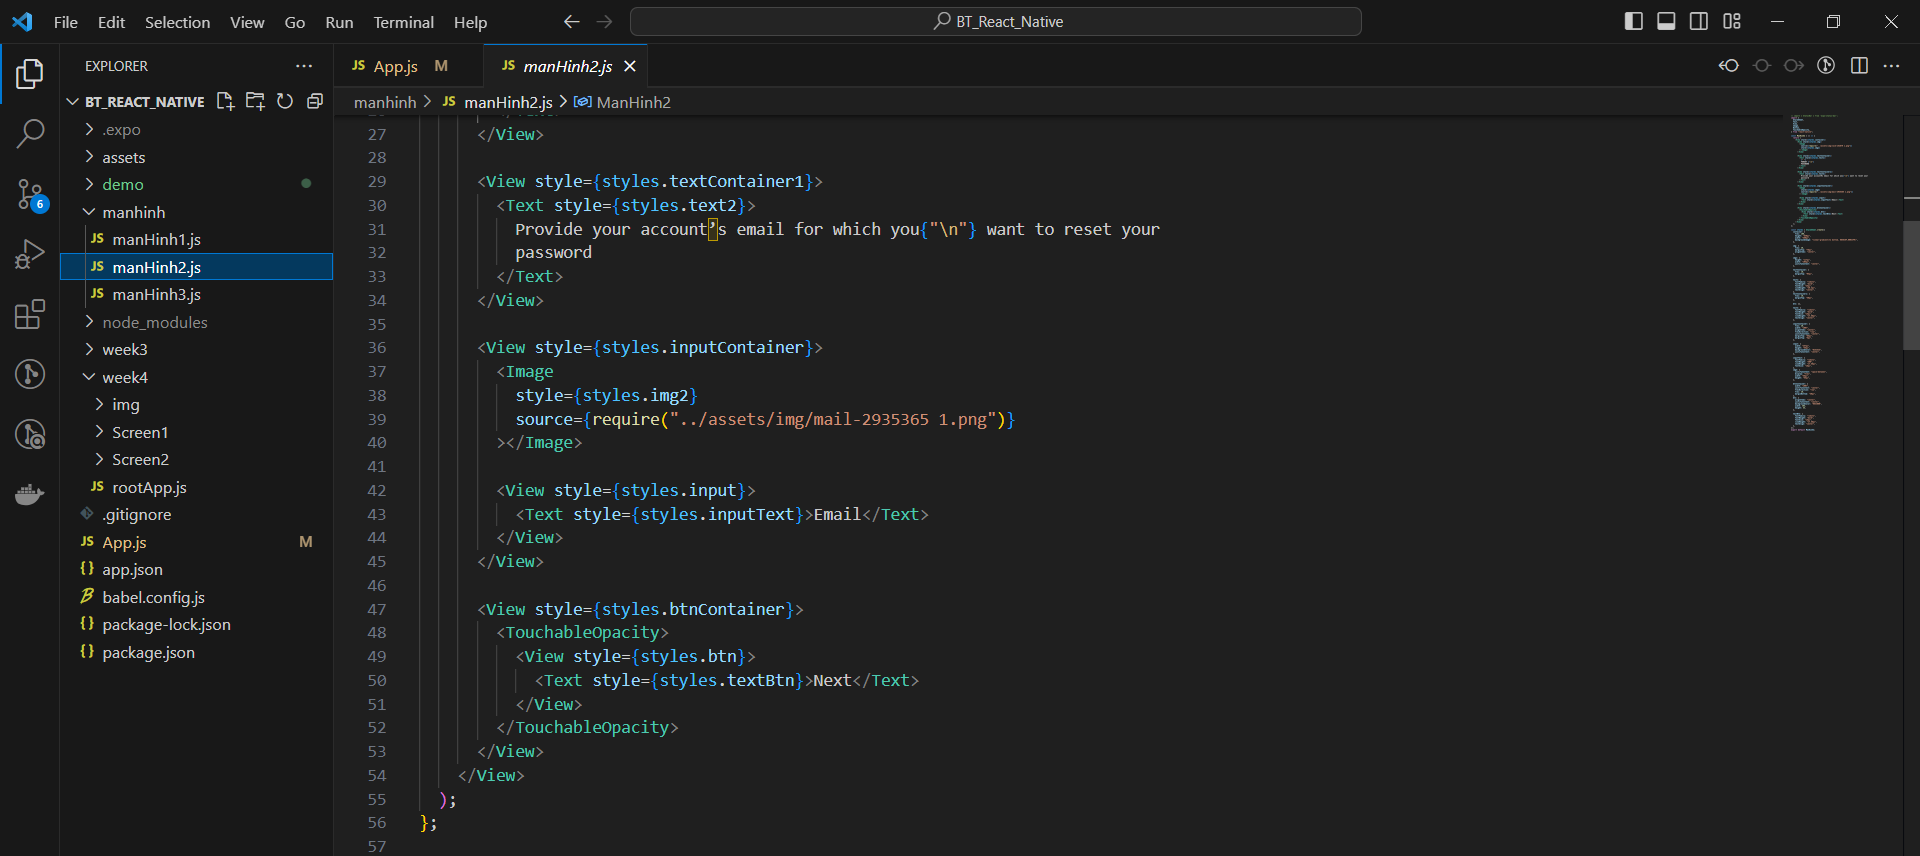 File Edit Selection View Go Run Terminal Help
BT_React_Native
EXPLORER
BT_REACT_NATIVE
.expo
assets
demo
manhinh
JS manHinh1.js
JS manHinh2.js
JS manHinh3.js
node_modules
week3
week4
img
Screen1
Screen2
JS rootApp.js
.gitignore
JS App.js M
{} app.json
babel.config.js
{} package-lock.json
{} package.json
6
JS App.js M
JS manHinh2.js
manhinh > JS manHinh2.js > ManHinh2
27 </View>
28
29 <View style={styles.textContainer1}>
30 <Text style={styles.text2}>
31 Provide your account’s email for which you{"\n"} want to reset your
32 password
33 </Text>
34 </View>
35
36 <View style={styles.inputContainer}>
37 <Image
38 style={styles.img2}
39 source={require("../assets/img/mail-2935365 1.png")}
40 ></Image>
41
42 <View style={styles.input}>
43 <Text style={styles.inputText}>Email</Text>
44 </View>
45 </View>
46
47 <View style={styles.btnContainer}>
48 <TouchableOpacity>
49 <View style={styles.btn}>
50 <Text style={styles.textBtn}>Next</Text>
51 </View>
52 </TouchableOpacity>
53 </View>
54 </View>
55 );
56 };
57